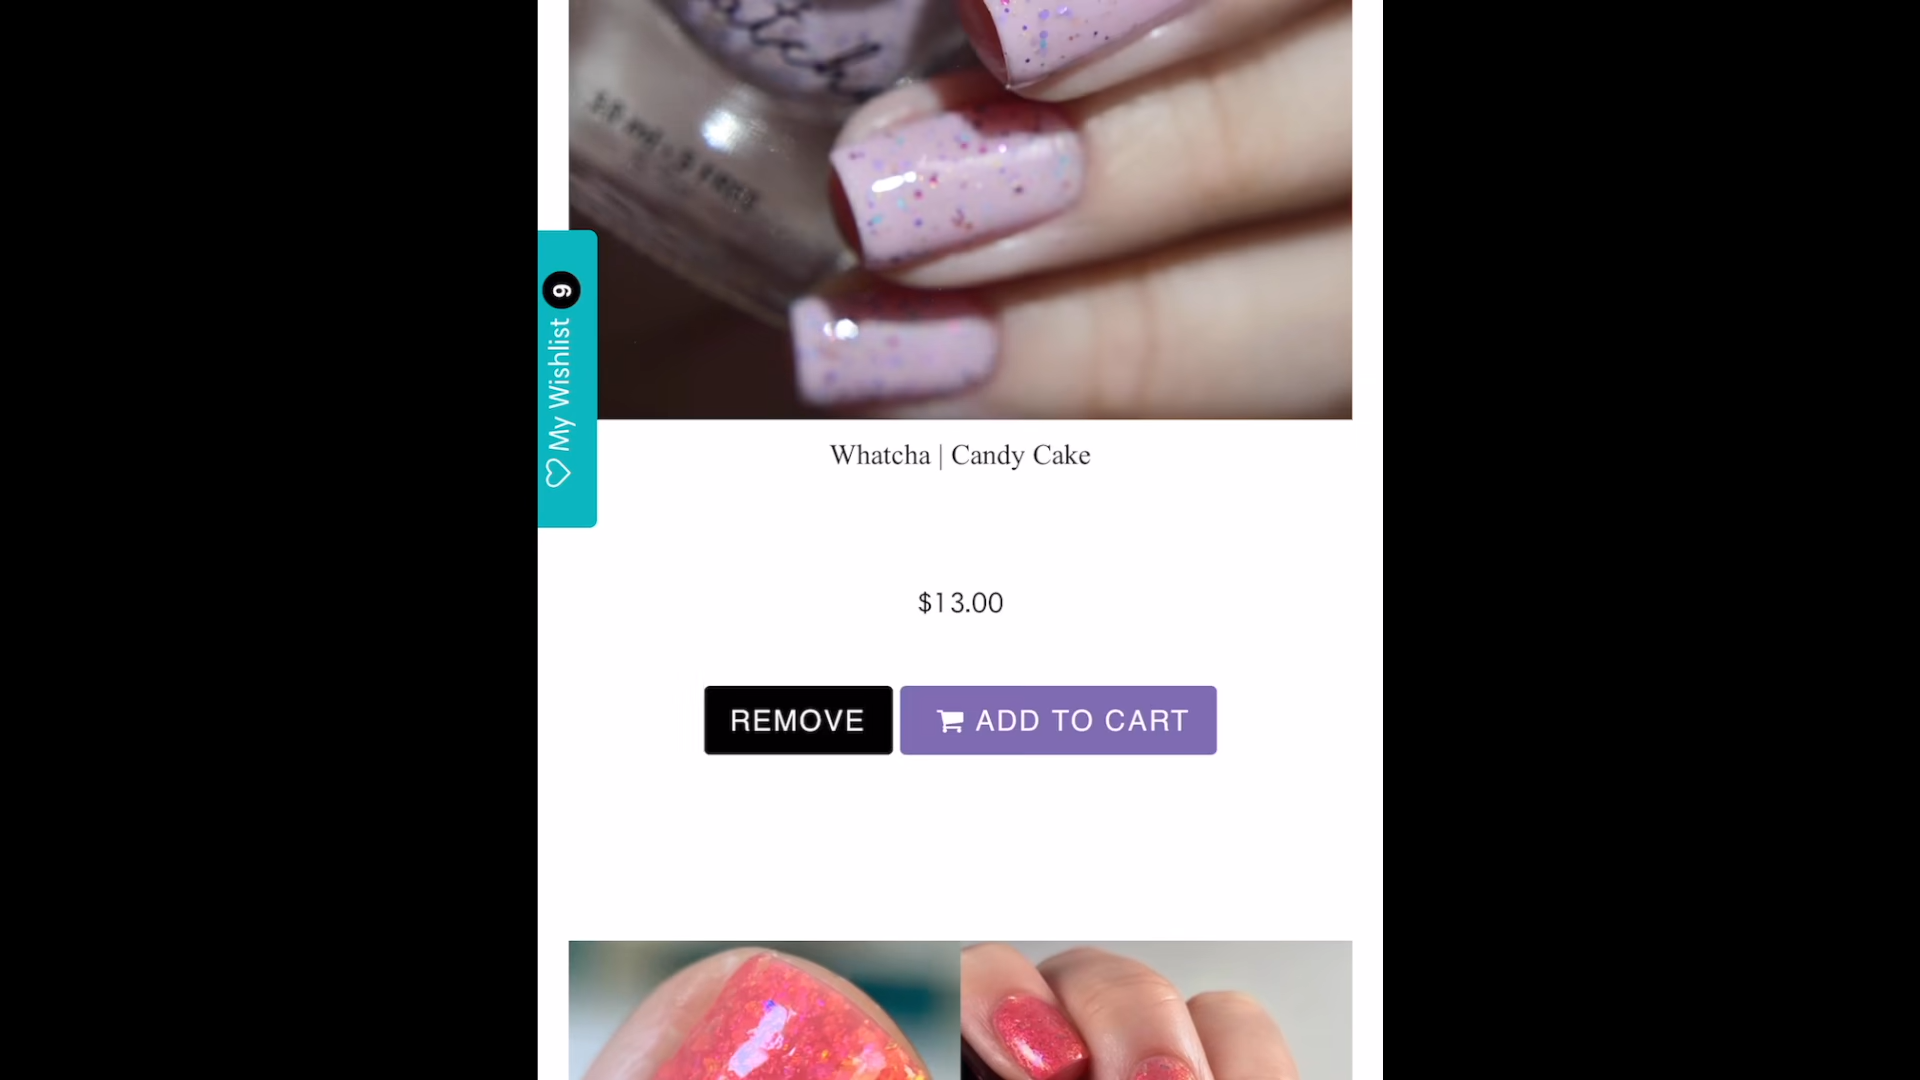 My Wishlist 9
Whatcha | Candy Cake
$13.00
REMOVE
ADD TO CART